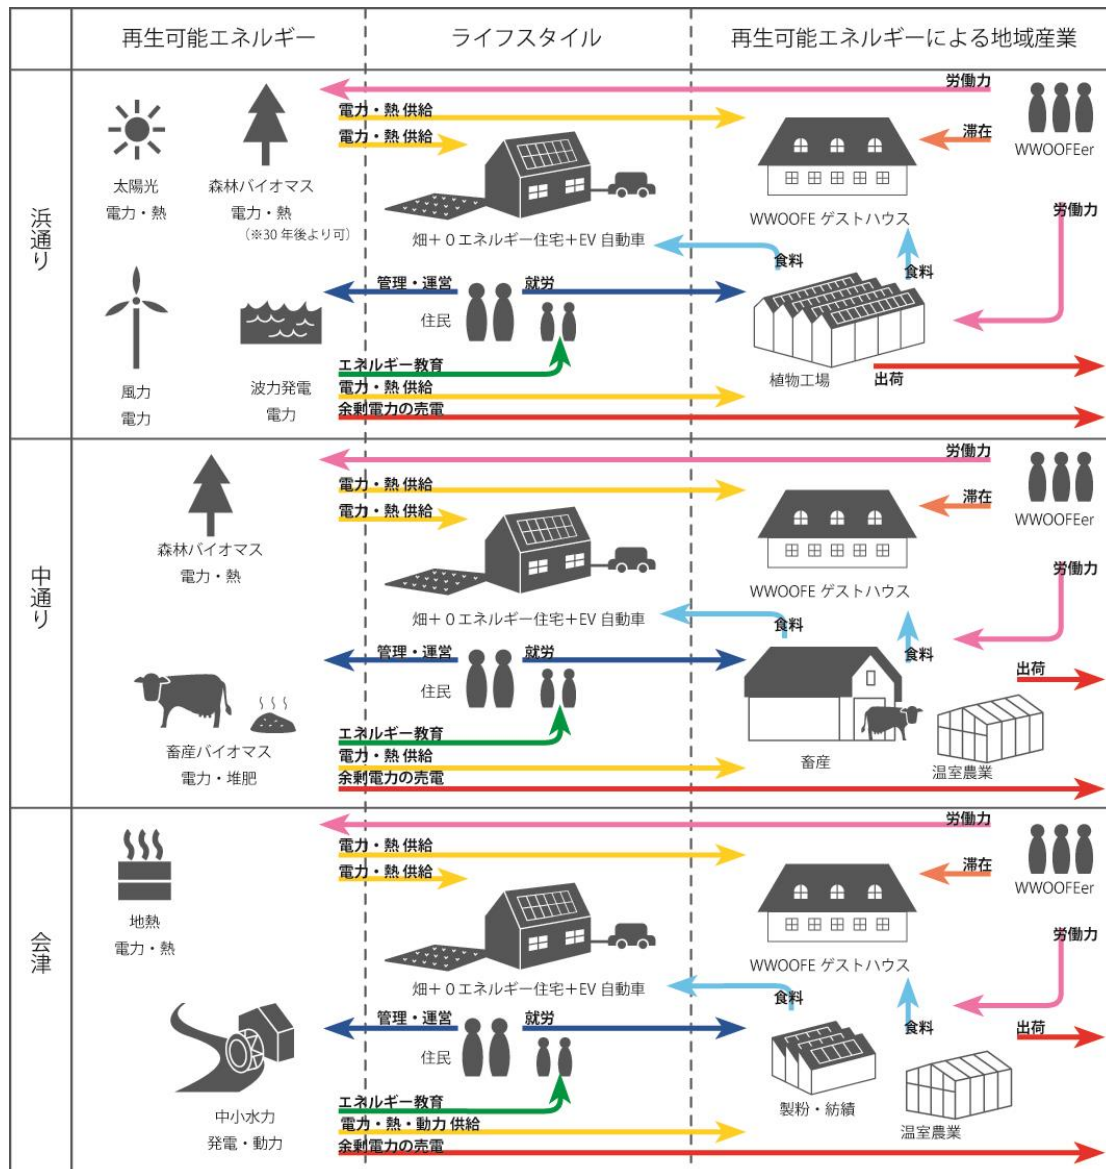 再生可能エネルギー
ライフスタイル
再生可能エネルギーによる地域産業
浜通り
労働力
電力・熱 供給
電力・熱 供給
滞在
WWOOFEer
太陽光
電力・熱
森林バイオマス
電力・熱
(※30 年後より可)
畑＋０エネルギー住宅＋EV 自動車
WWOOFE ゲストハウス
労働力
食料
食料
管理・運営
就労
住民
風力
電力
波力発電
電力
エネルギー教育
電力・熱 供給
余剰電力の売電
植物工場
出荷
中通り
労働力
電力・熱 供給
電力・熱 供給
滞在
WWOOFEer
森林バイオマス
電力・熱
畑＋０エネルギー住宅＋EV 自動車
WWOOFE ゲストハウス
労働力
食料
食料
管理・運営
就労
住民
出荷
畜産バイオマス
電力・堆肥
エネルギー教育
電力・熱 供給
余剰電力の売電
畜産
温室農業
会津
労働力
電力・熱 供給
電力・熱 供給
滞在
WWOOFEer
地熱
電力・熱
畑＋０エネルギー住宅＋EV 自動車
WWOOFE ゲストハウス
労働力
食料
食料
管理・運営
就労
住民
出荷
中小水力
発電・動力
エネルギー教育
電力・熱・動力 供給
余剰電力の売電
製粉・紡績
温室農業